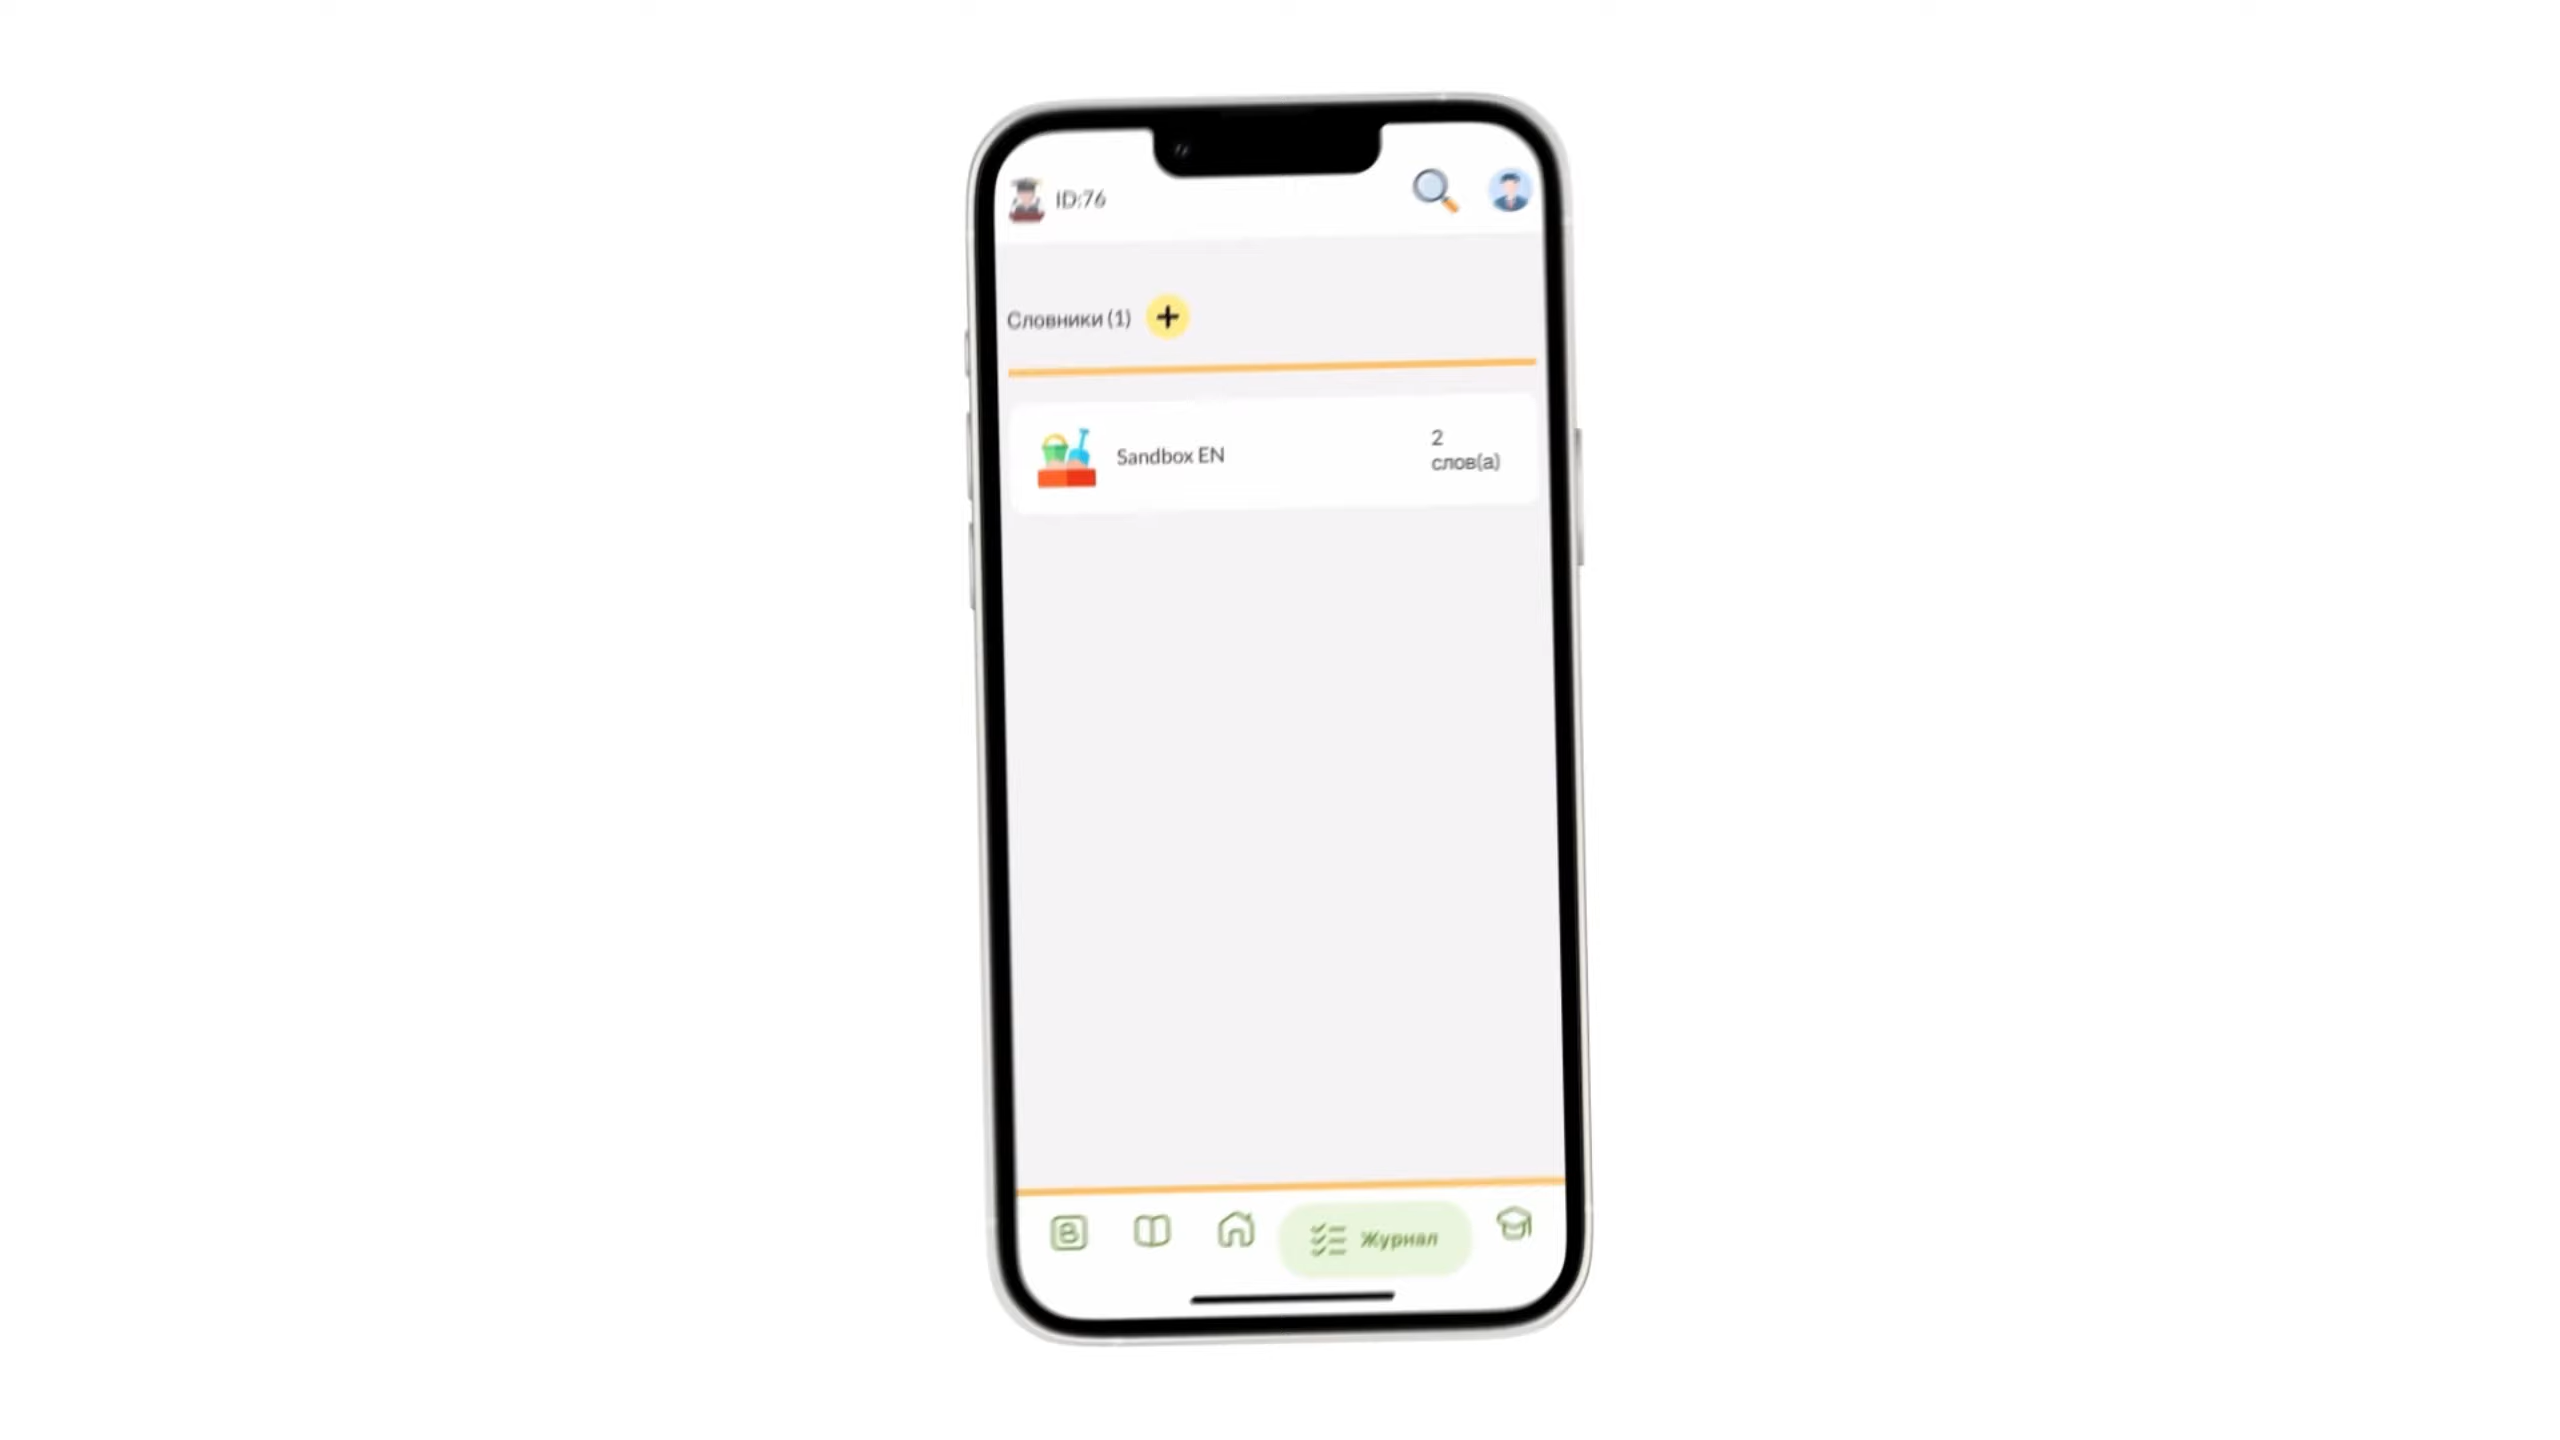 ID:76
Словники (1)
Sandbox EN
2
слов(а)
Журнал